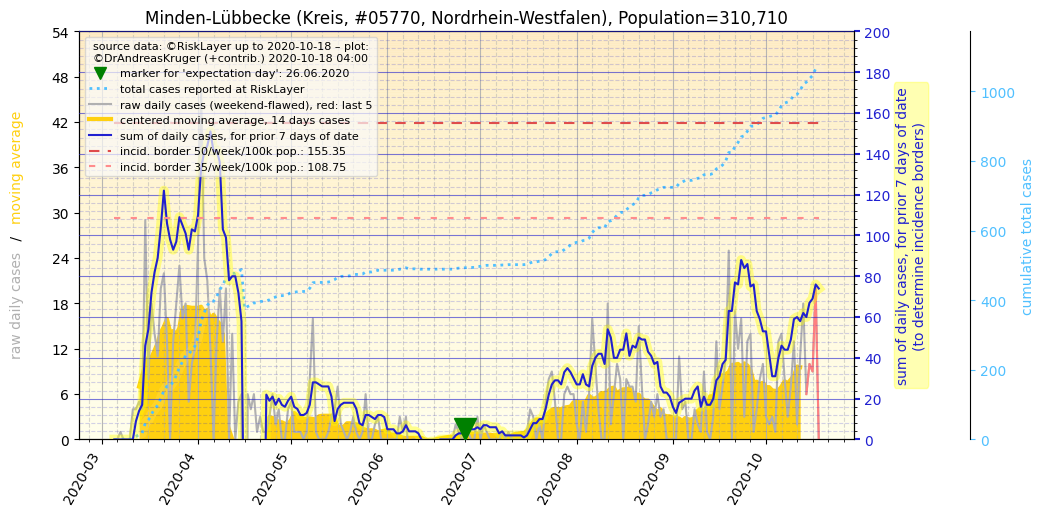 Minden-Lübbecke (Kreis, #05770, Nordrhein-Westfalen), Population=310,710
source data: ©RiskLayer up to 2020-10-18 – plot:
©DrAndreasKruger (+contrib.) 2020-10-18 04:00
marker for 'expectation day': 26.06.2020
total cases reported at RiskLayer
raw daily cases (weekend-flawed), red: last 5
centered moving average, 14 days cases
sum of daily cases, for prior 7 days of date
incid. border 50/week/100k pop.: 155.35
incid. border 35/week/100k pop.: 108.75
raw daily cases / moving average
54
48
42
36
30
24
18
12
6
0
2020-03
2020-04
2020-05
2020-06
2020-07
2020-08
2020-09
2020-10
200
180
160
140
120
100
80
60
40
20
0
sum of daily cases, for prior 7 days of date
(to determine incidence borders)
1000
800
600
400
200
0
cumulative total cases